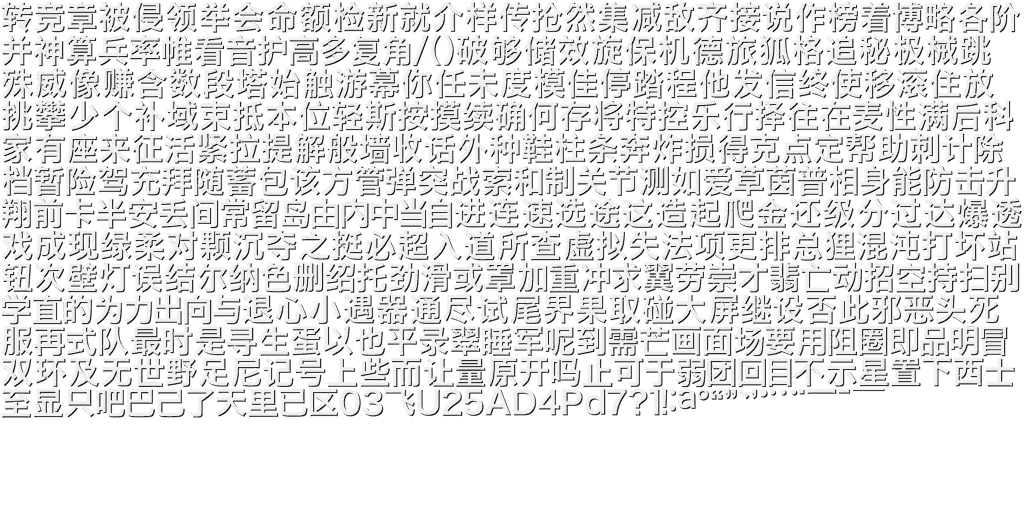 转竞章被侵领举会命额检新就介样传抢然集减敌齐接说作榜着博略各阶
并神算兵率帷看音护高多复角/()破够储效旋保机德旅狐格追秘极械跳
殊威像赚含数段塔始触游幕你任未度模佳停踏程他发信终使移滚住放
挑攀少个补域束抵本位轻斯按摸续确何存将特控乐行择往在麦性满后科
家有座来征活紧拉提解般墙收话外种鞋柱条奔炸损得克点定帮助刺计除
档暂险驾充拜随蓄包该方管弹突战索和制关节测如爱草茵普相身能防击升
翔前卡半安丢间常留岛由内中当自进连速选途这造起爬金还级分过达爆透
戏成现绿柔对颗沉夺之挺必超入道所查虚拟失法项更排总狸混沌打坏站
钮次壁灯误结尔纳色删绍托劲滑或罩加重冲求翼劳崇才翡亡动招空持扫别
学直的为力出向与退心小遇器通尽试尾界果取碰大屏继设否此邪恶头死
服再式队最时是寻生蛋以也平录翠睡军呢到需芒画面场要用阻圈即品明冒
双环及无世野足尼记号上些而让量原开吗止可于弱团回目不示星置下西士
至显只吧巴己了天里已区03飞U25AD4Pd7?1!:a